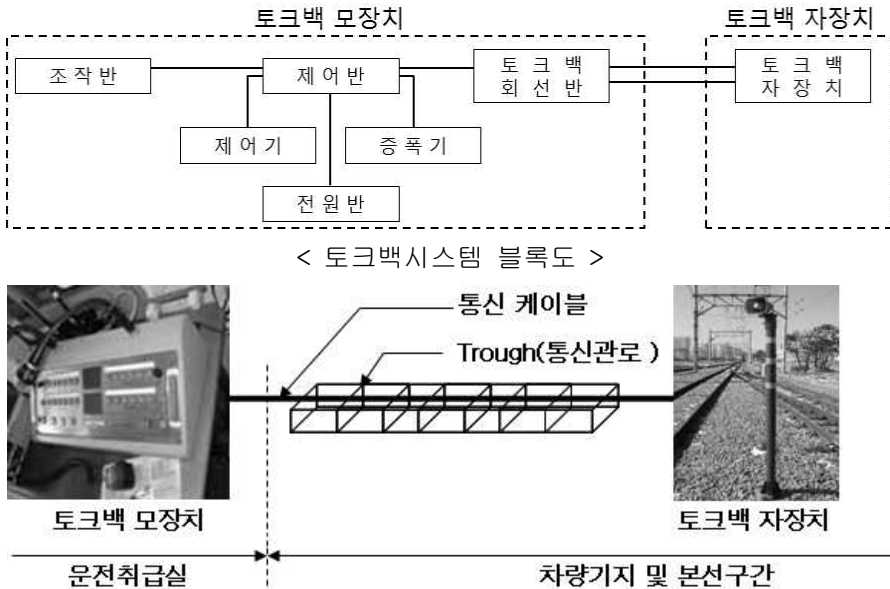 토크백 모장치
토크백 자장치
조작반
제어반
토크백
회선반
토크백
자장치
제어기
증폭기
전원반
< 토크백시스템 블록도 >
통신 케이블
Trough(통신관로 )
토크백 모장치
토크백 자장치
운전취급실
차량기지 및 본선구간